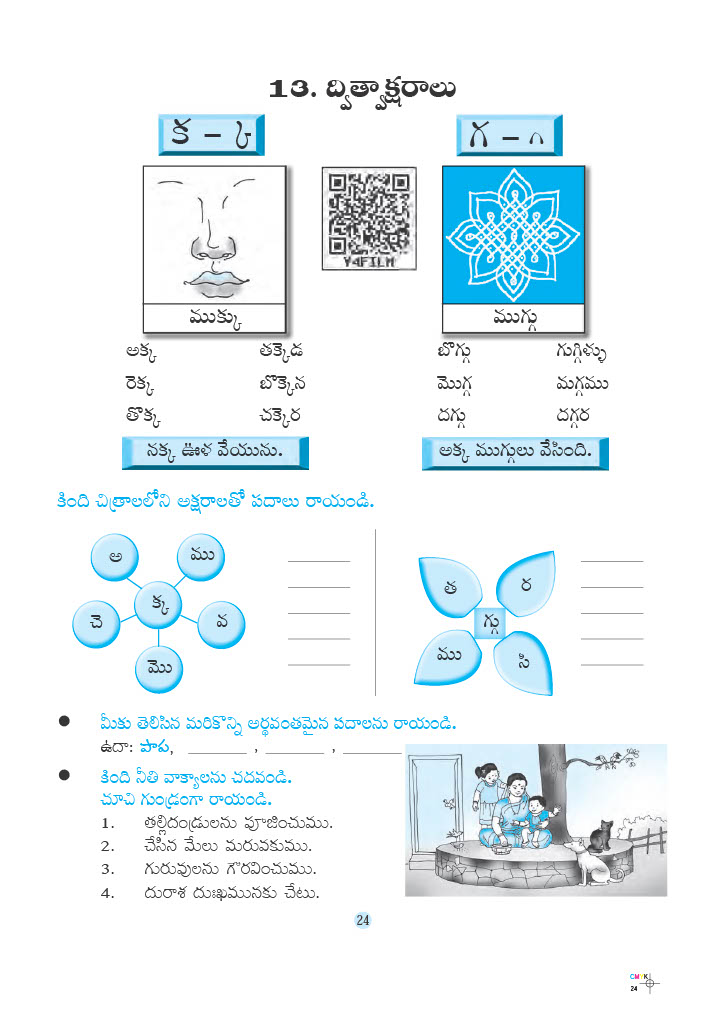 13. ద్విత్వాక్షరాలు
క – ్క
గ – ్గ
Y4FILM
ముక్కు
ముగ్గు
అక్క తక్కెడ బొగ్గు గుగ్గిళ్ళు
రెక్క బొక్కెన మొగ్గ మగ్గము
తొక్క చక్కెర దగ్గు దగ్గర
నక్క ఊళ వేయును.
అక్క ముగ్గులు వేసింది.
కింది చిత్రాలలోని అక్షరాలతో పదాలు రాయండి.
అ ము
త ర
క్క
చె వ
గ్గు
మొ
ము సి
మీకు తెలిసిన మరికొన్ని అర్థవంతమైన పదాలను రాయండి.
ఉదా: పాప, ________ , ________ , ________
కింది నీతి వాక్యాలను చదవండి.
చూచి గుండ్రంగా రాయండి.
1. తల్లిదండ్రులను పూజించుము.
2. చేసిన మేలు మరువకుము.
3. గురువులను గౌరవించుము.
4. దురాశ దుఃఖమునకు చేటు.
24
CMYK
24